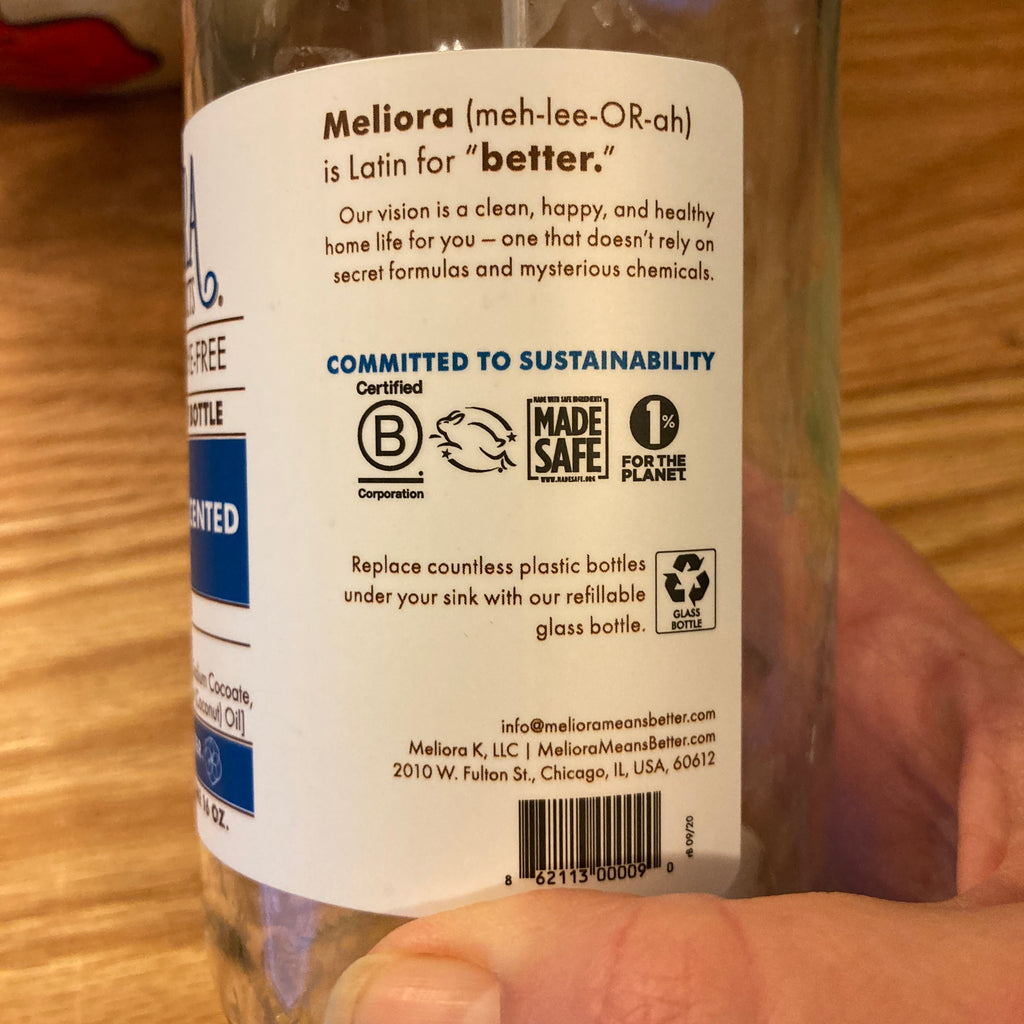 Meliora (meh-lee-OR-ah)
is Latin for "better."
Our vision is a clean, happy, and healthy
home life for you – one that doesn't rely on
secret formulas and mysterious chemicals.
COMMITTED TO SUSTAINABILITY
Certified
B
Corporation
MADE WITH SAFE INGREDIENTS
MADE
SAFE
WWW.MADESAFE.ORG
1%
FOR THE
PLANET
Replace countless plastic bottles
under your sink with our refillable
glass bottle.
GLASS
BOTTLE
info@meliorameansbetter.com
Meliora K, LLC | MelioraMeansBetter.com
2010 W. Fulton St., Chicago, IL, USA, 60612
8 62113 00009 0
rB 09/20
A
-FREE
BOTTLE
ENTED
Cocoate,
Oil]
16 OZ.